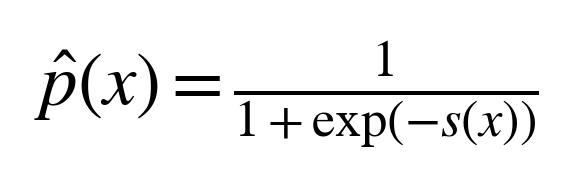 p̂(x) = 1 / (1 + exp(−s(x)))